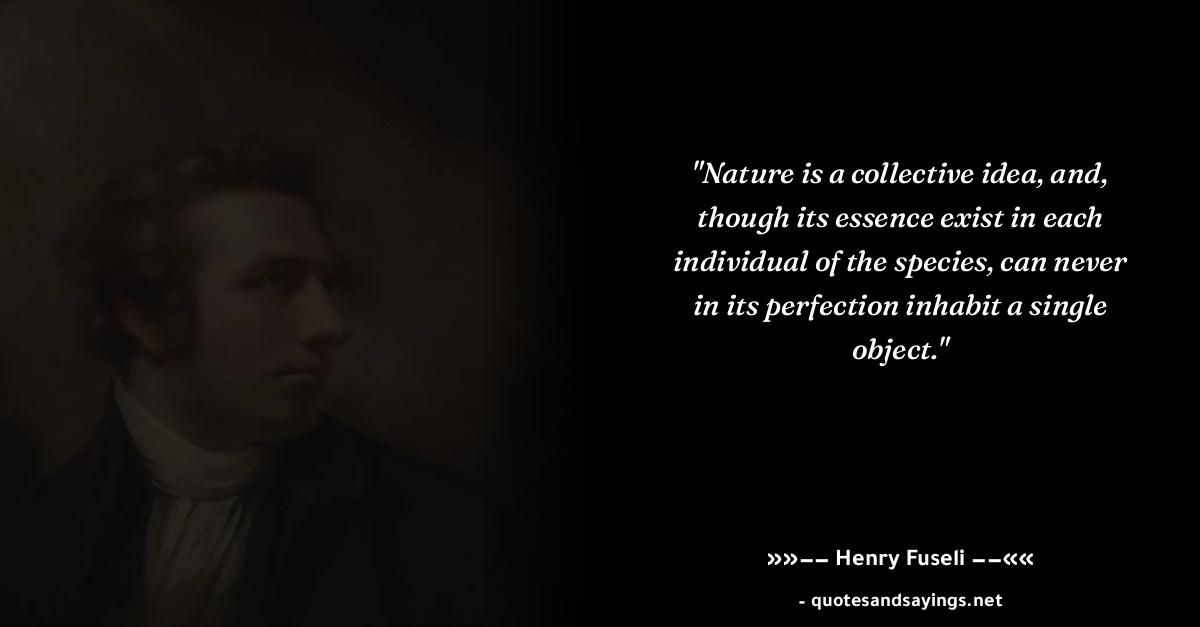 "Nature is a collective idea, and,
though its essence exist in each
individual of the species, can never
in its perfection inhabit a single
object."
»»−− Henry Fuseli −−««
- quotesandsayings.net